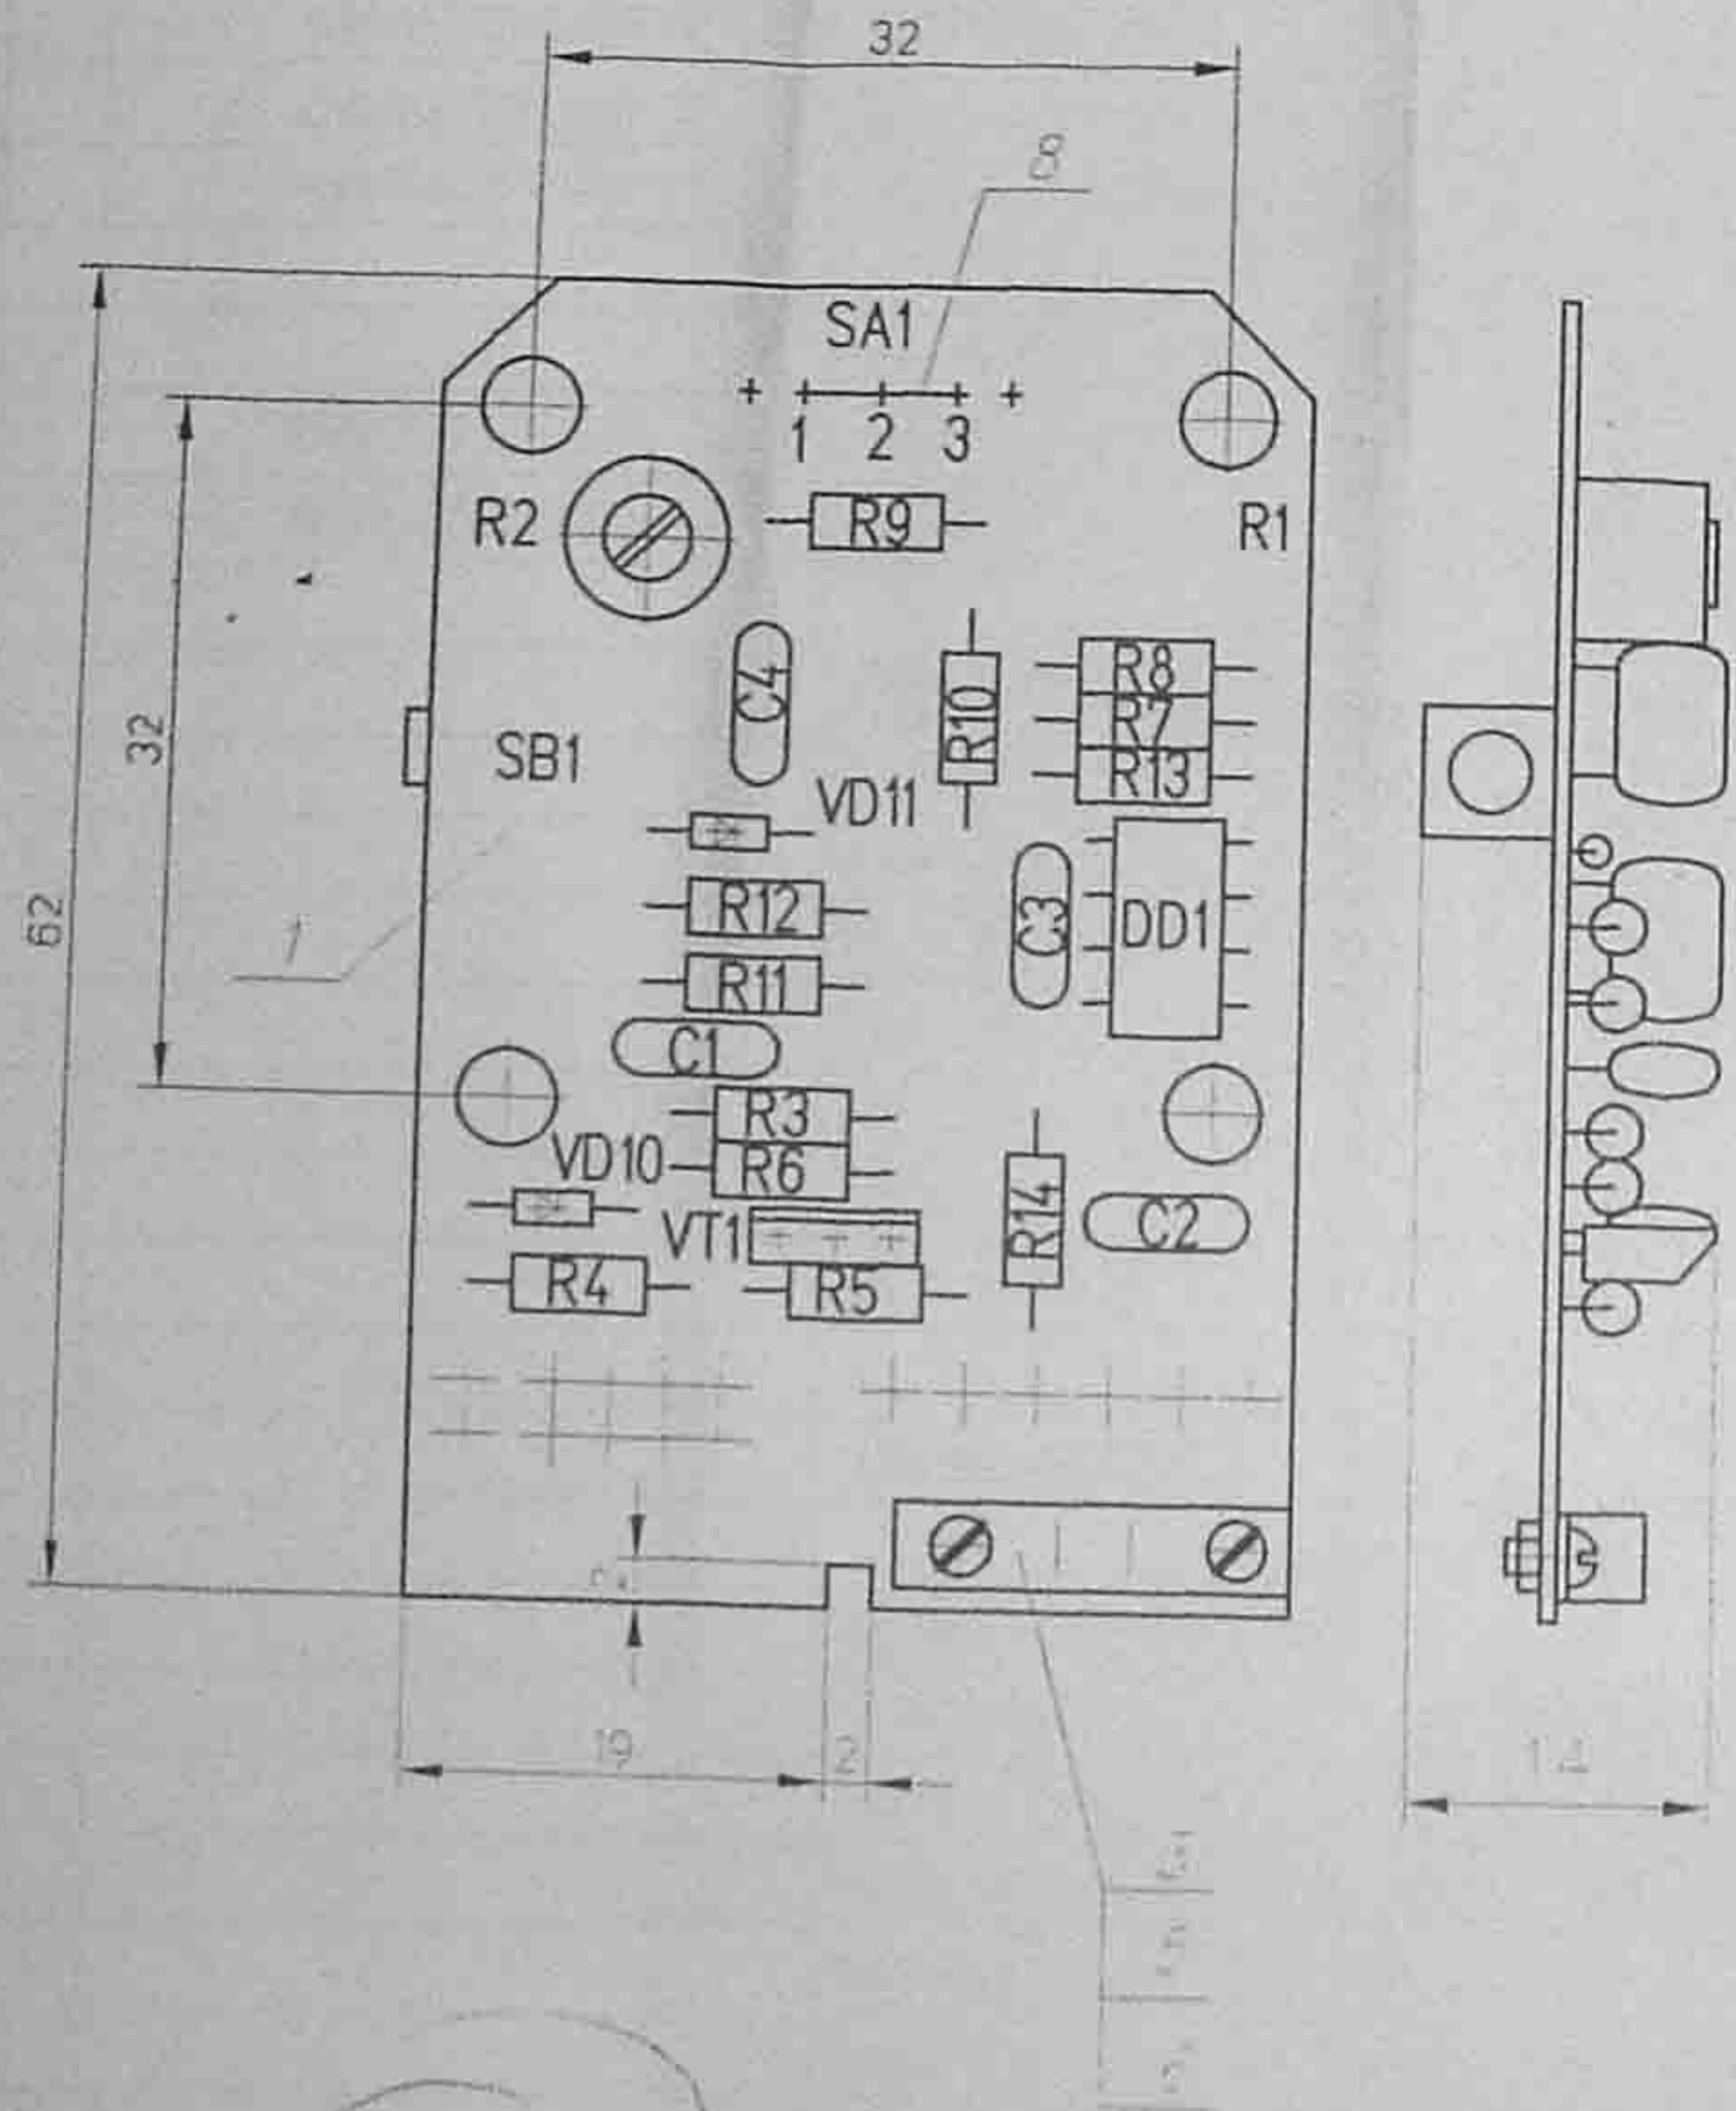 32
8
SA1
+ + + + +
1 2 3
R2
R9
R1
C4
R10
R8
R7
R13
32
SB1
VD11
62
R12
C3
DD1
1
R11
C1
R3
VD10
R6
R14
C2
VT1
+ + +
R4
R5
2
19
2